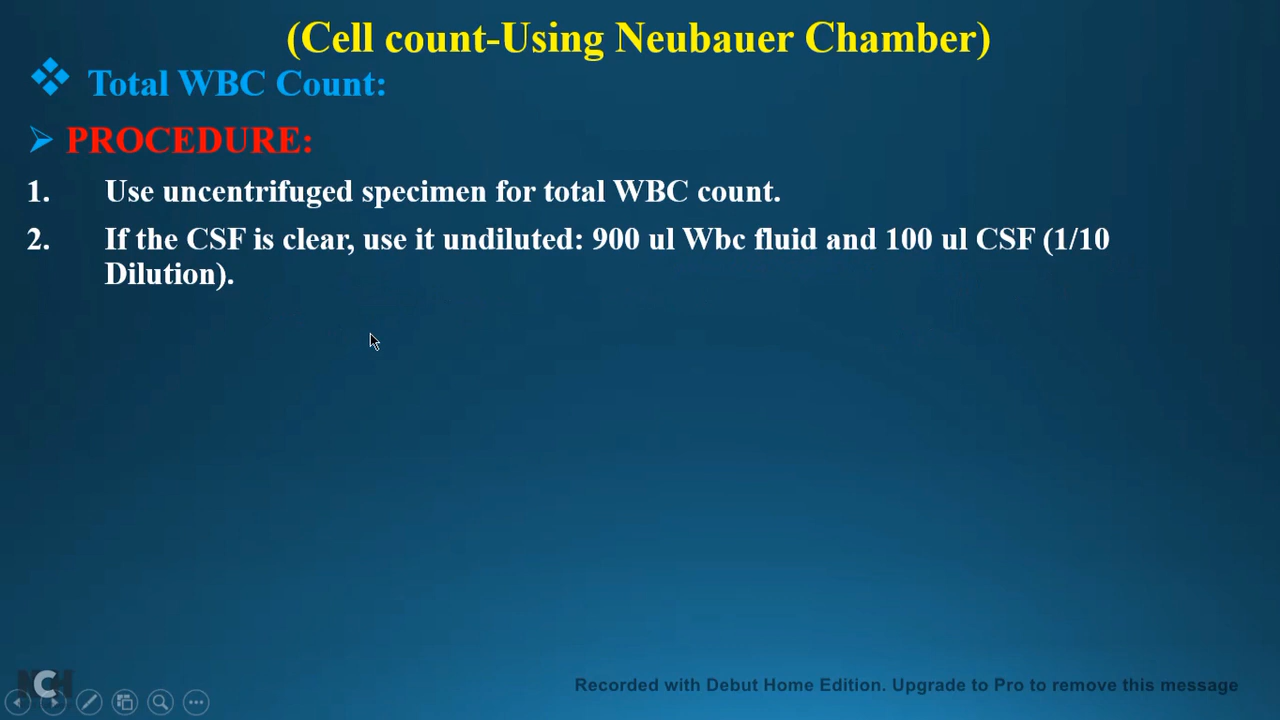 (Cell count-Using Neubauer Chamber)
Total WBC Count:
PROCEDURE:
1. Use uncentrifuged specimen for total WBC count.
2. If the CSF is clear, use it undiluted: 900 ul Wbc fluid and 100 ul CSF (1/10
Dilution).
Recorded with Debut Home Edition. Upgrade to Pro to remove this message